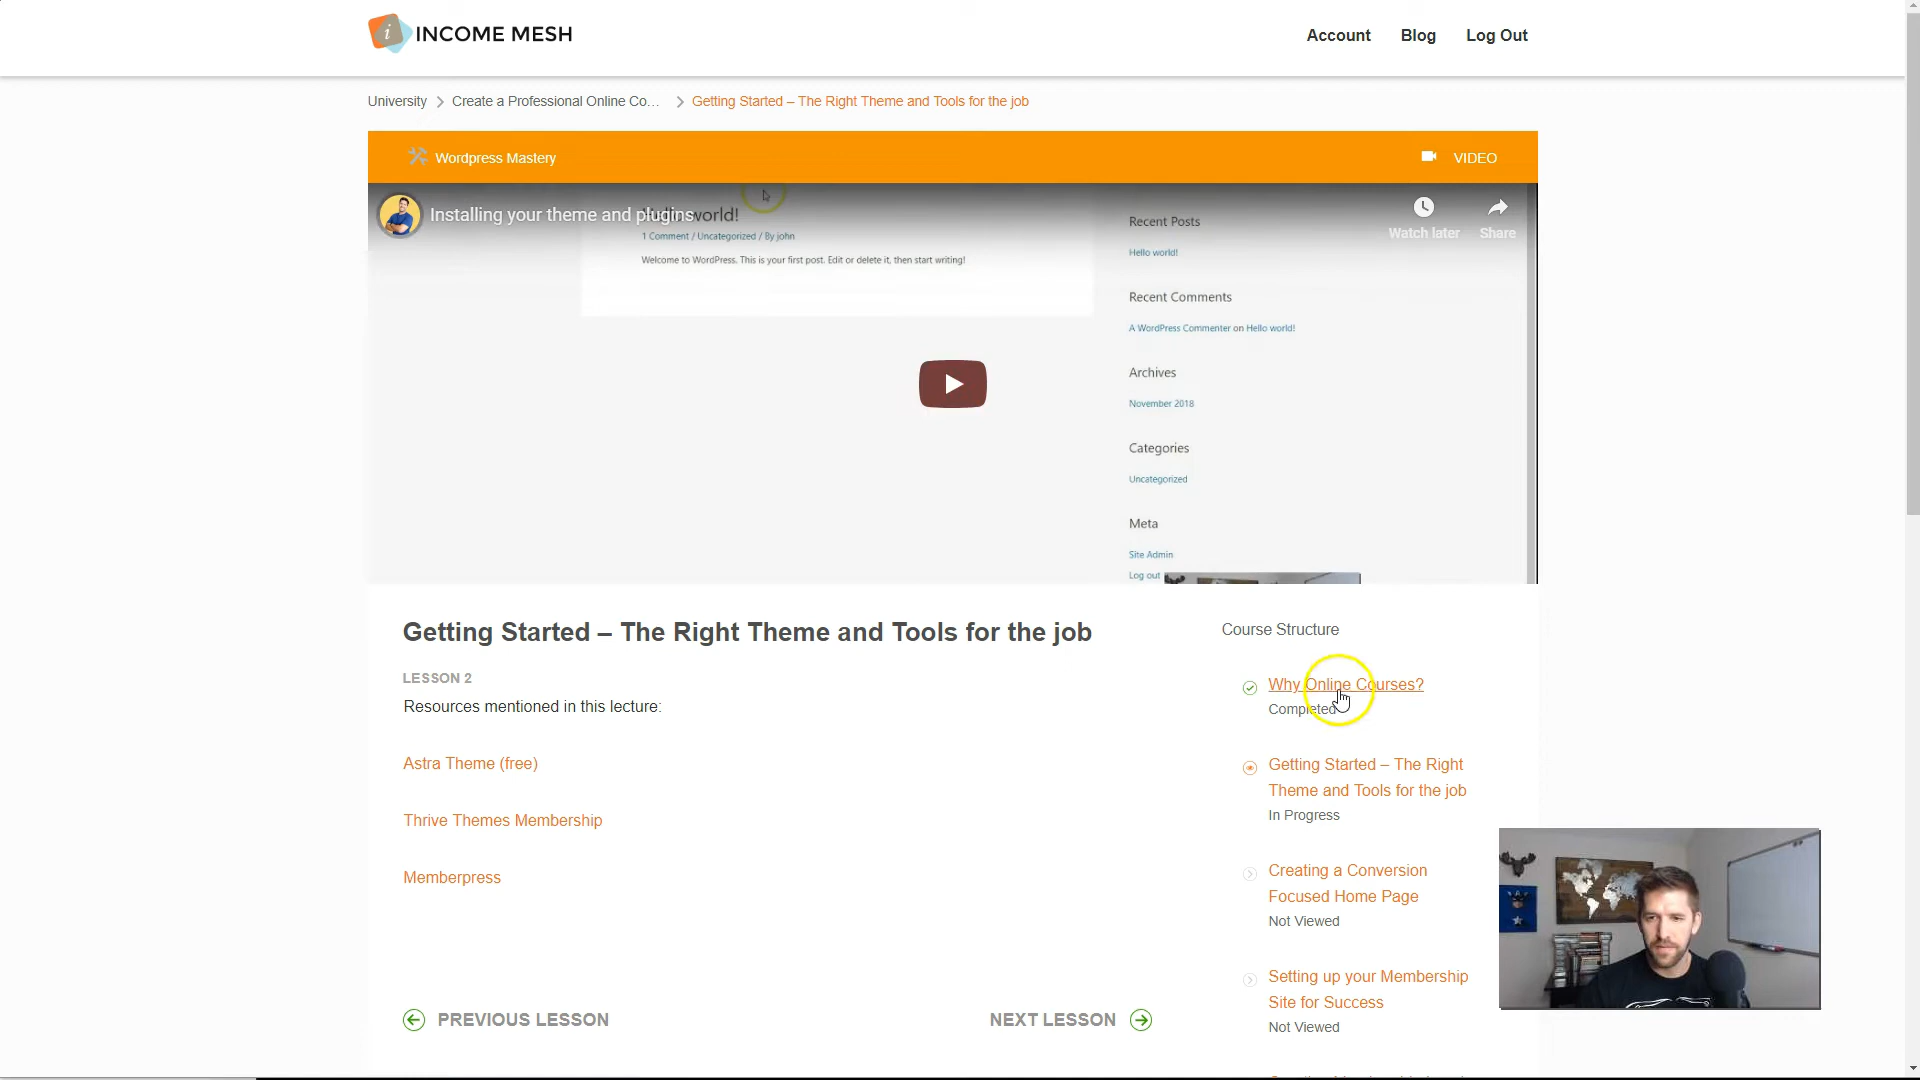 INCOME MESH
Account Blog Log Out
University Create a Professional Online Co... Getting Started – The Right Theme and Tools for the job
Wordpress Mastery
VIDEO
Installing your theme and plugins
world!
Watch later Share
1 Comment / Uncategorized / By john
Welcome to WordPress. This is your first post. Edit or delete it, then start writing!
Recent Posts
Hello world!
Recent Comments
A WordPress Commenter on Hello world!
Archives
November 2018
Categories
Uncategorized
Meta
Site Admin
Log out
Getting Started – The Right Theme and Tools for the job
LESSON 2
Resources mentioned in this lecture:
Astra Theme (free)
Thrive Themes Membership
Memberpress
PREVIOUS LESSON
NEXT LESSON
Course Structure
Why Online Courses?
Completed
Getting Started – The Right
Theme and Tools for the job
In Progress
Creating a Conversion
Focused Home Page
Not Viewed
Setting up your Membership
Site for Success
Not Viewed